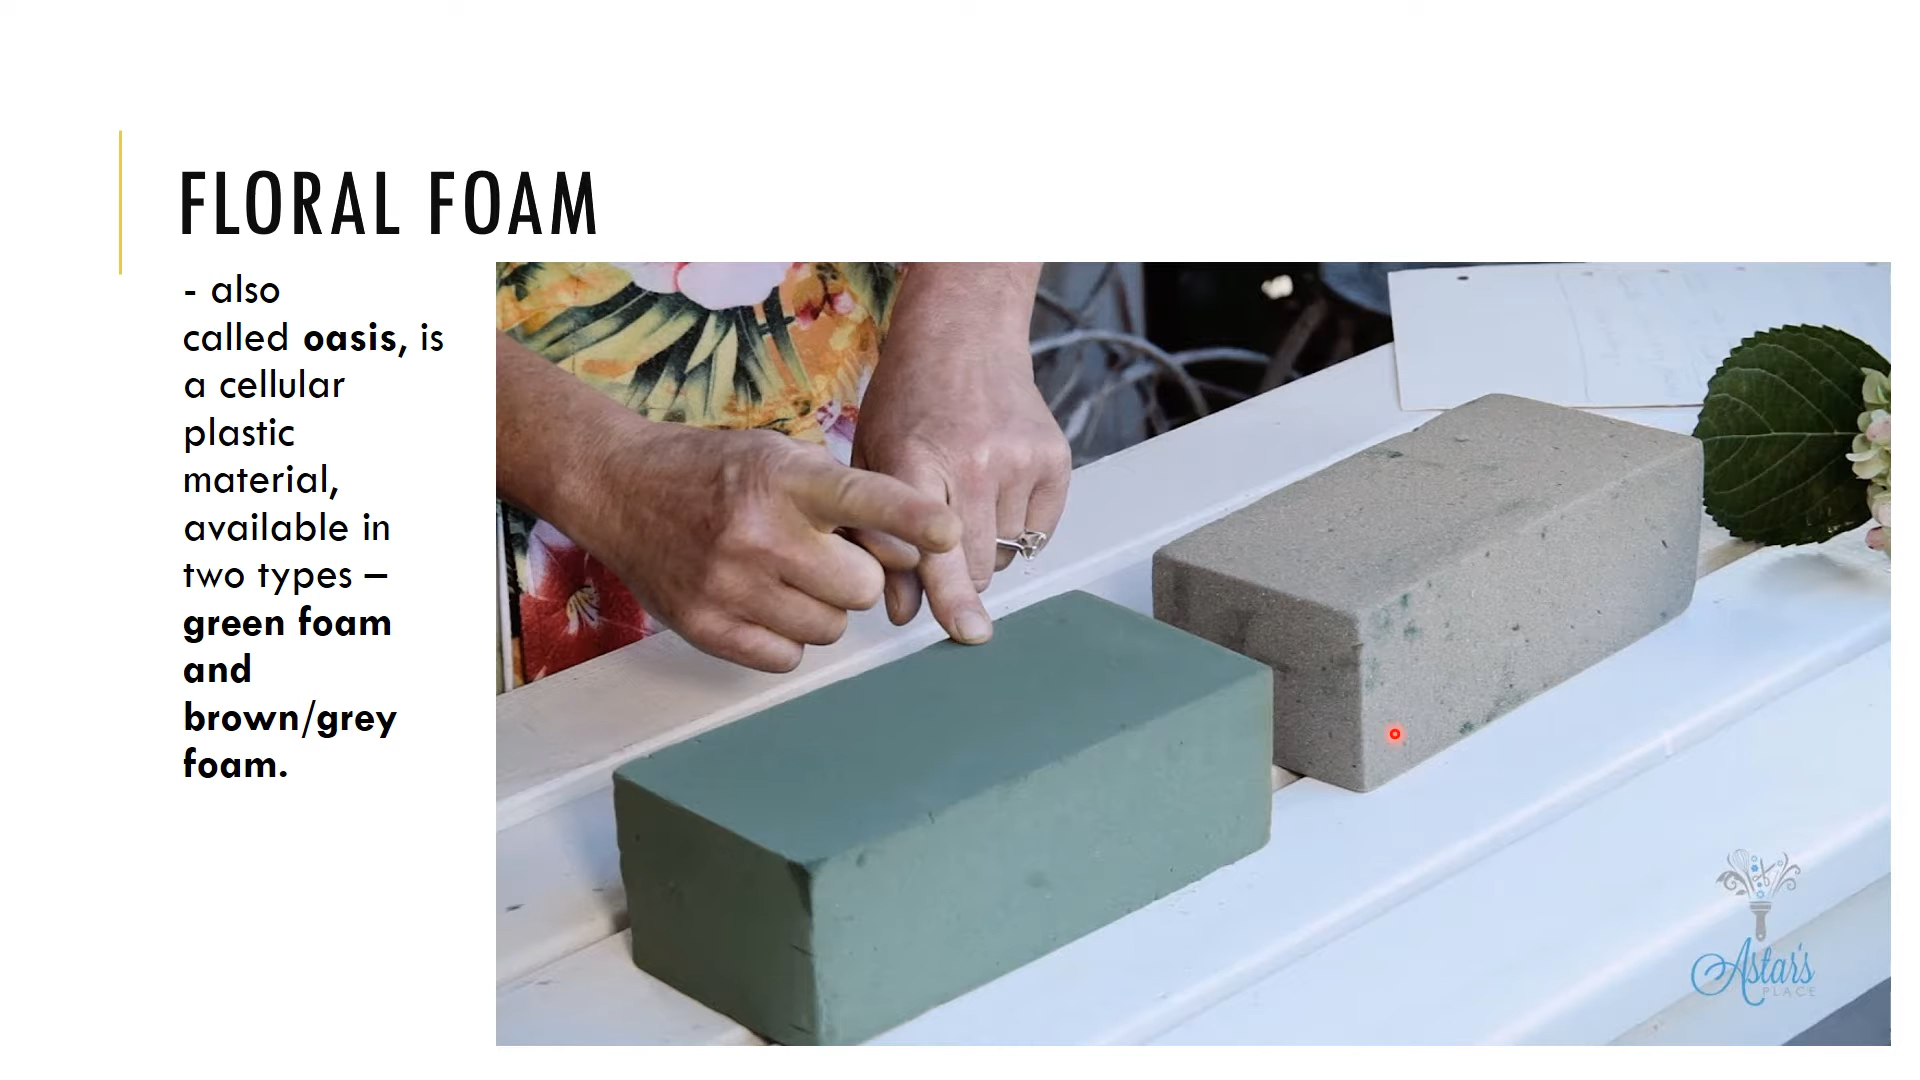 FLORAL FOAM
- also
called oasis, is
a cellular
plastic
material,
available in
two types –
green foam
and
brown/grey
foam.
Astar's
PLACE